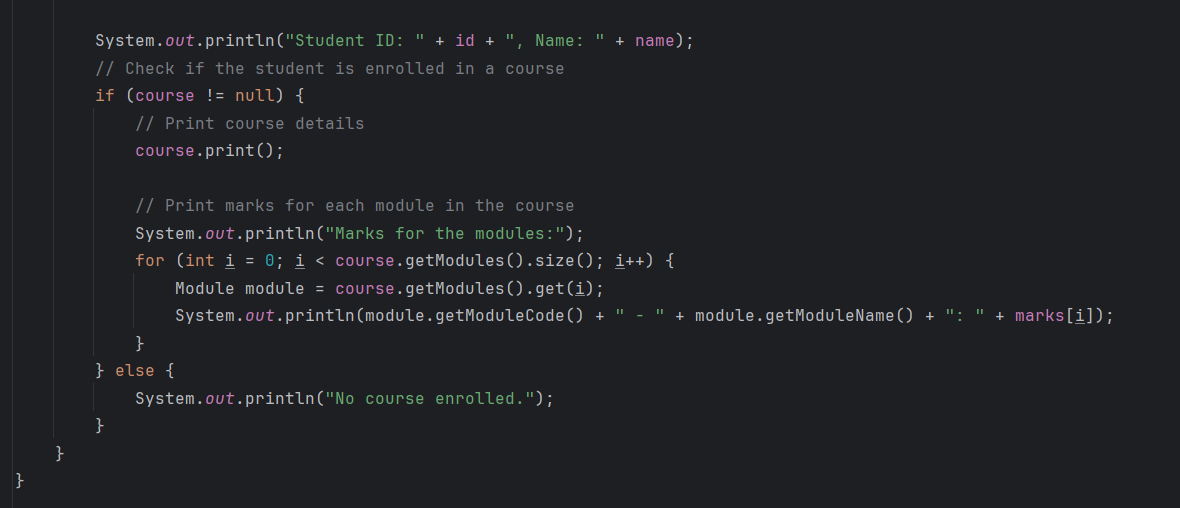 System.out.println("Student ID: " + id + ", Name: " + name);
// Check if the student is enrolled in a course
if (course != null) {
// Print course details
course.print();
// Print marks for each module in the course
System.out.println("Marks for the modules:");
for (int i = 0; i < course.getModules().size(); i++) {
Module module = course.getModules().get(i);
System.out.println(module.getModuleCode() + " - " + module.getModuleName() + ": " + marks[i]);
}
} else {
System.out.println("No course enrolled.");
}
}
}